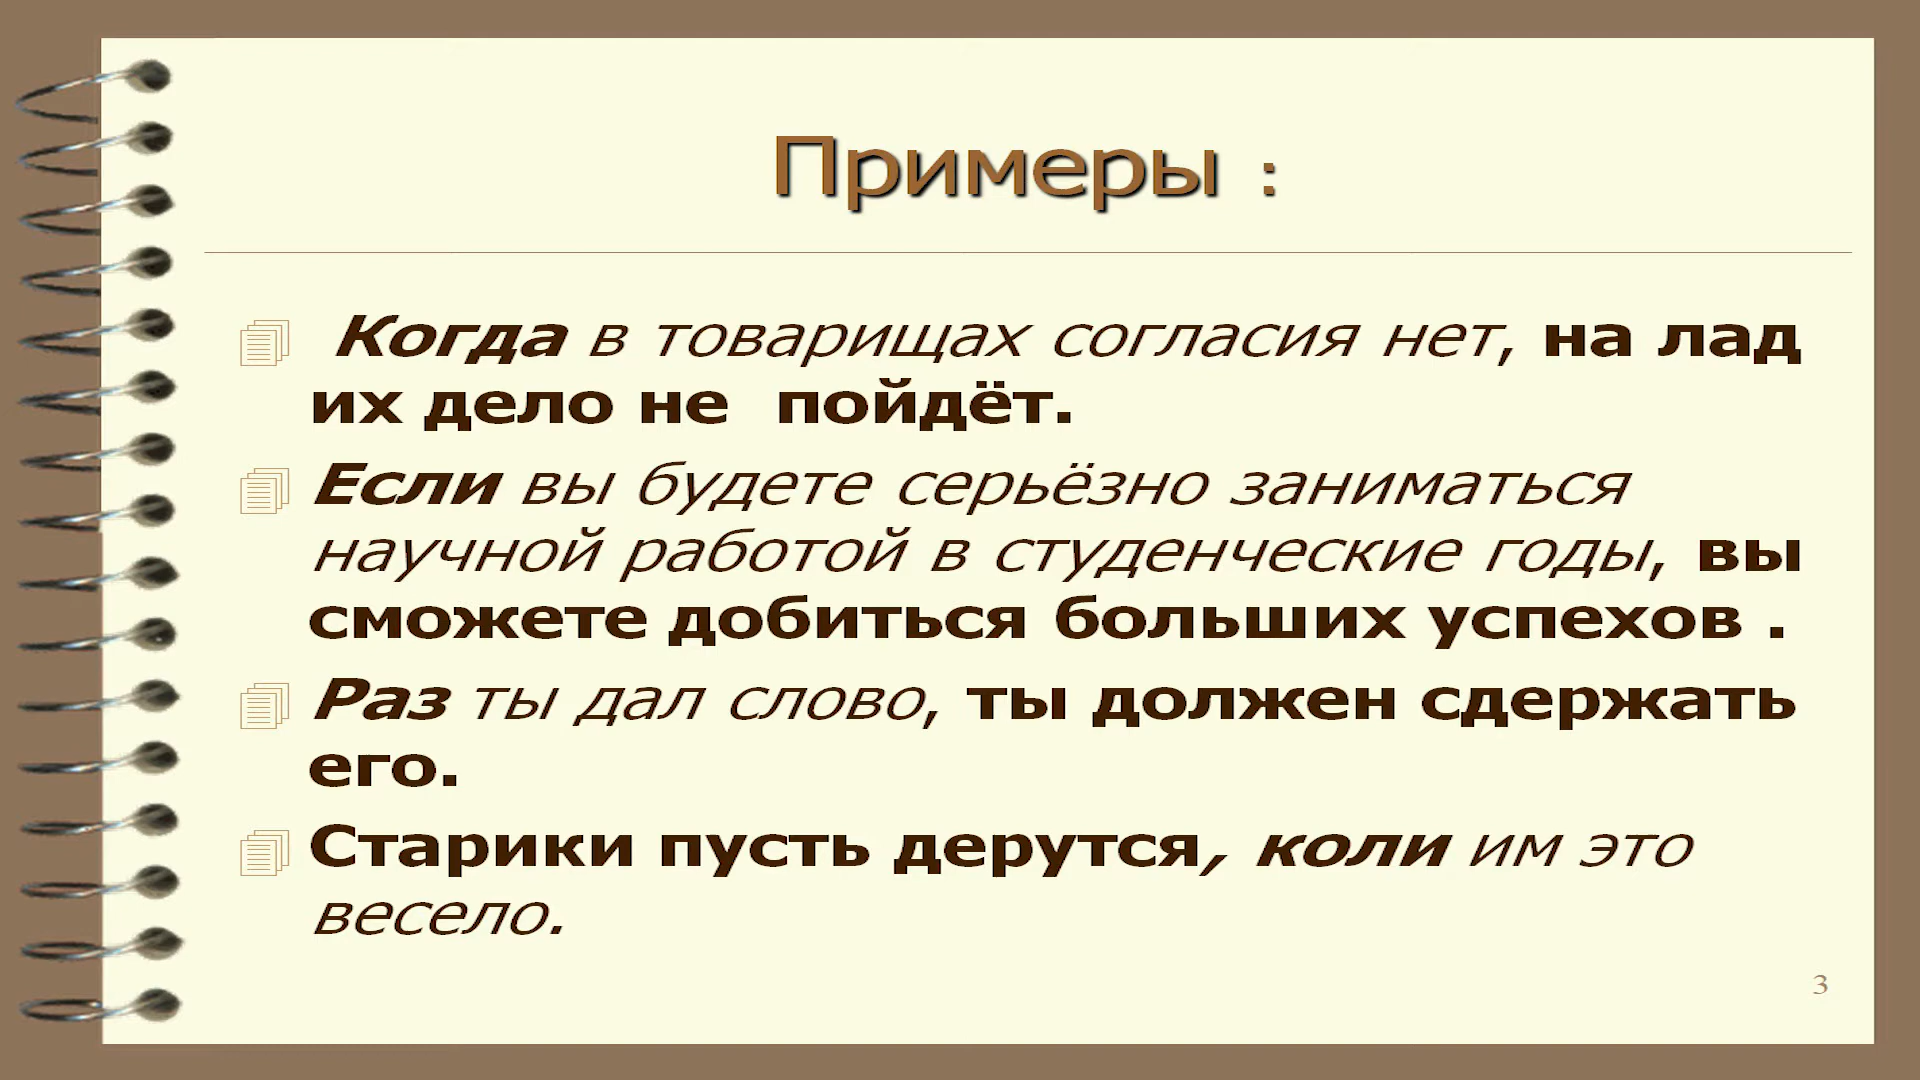 Примеры :
Когда в товарищах согласия нет, на лад
их дело не пойдёт.
Если вы будете серьёзно заниматься
научной работой в студенческие годы, вы
сможете добиться больших успехов .
Раз ты дал слово, ты должен сдержать
его.
Старики пусть дерутся, коли им это
весело.
3